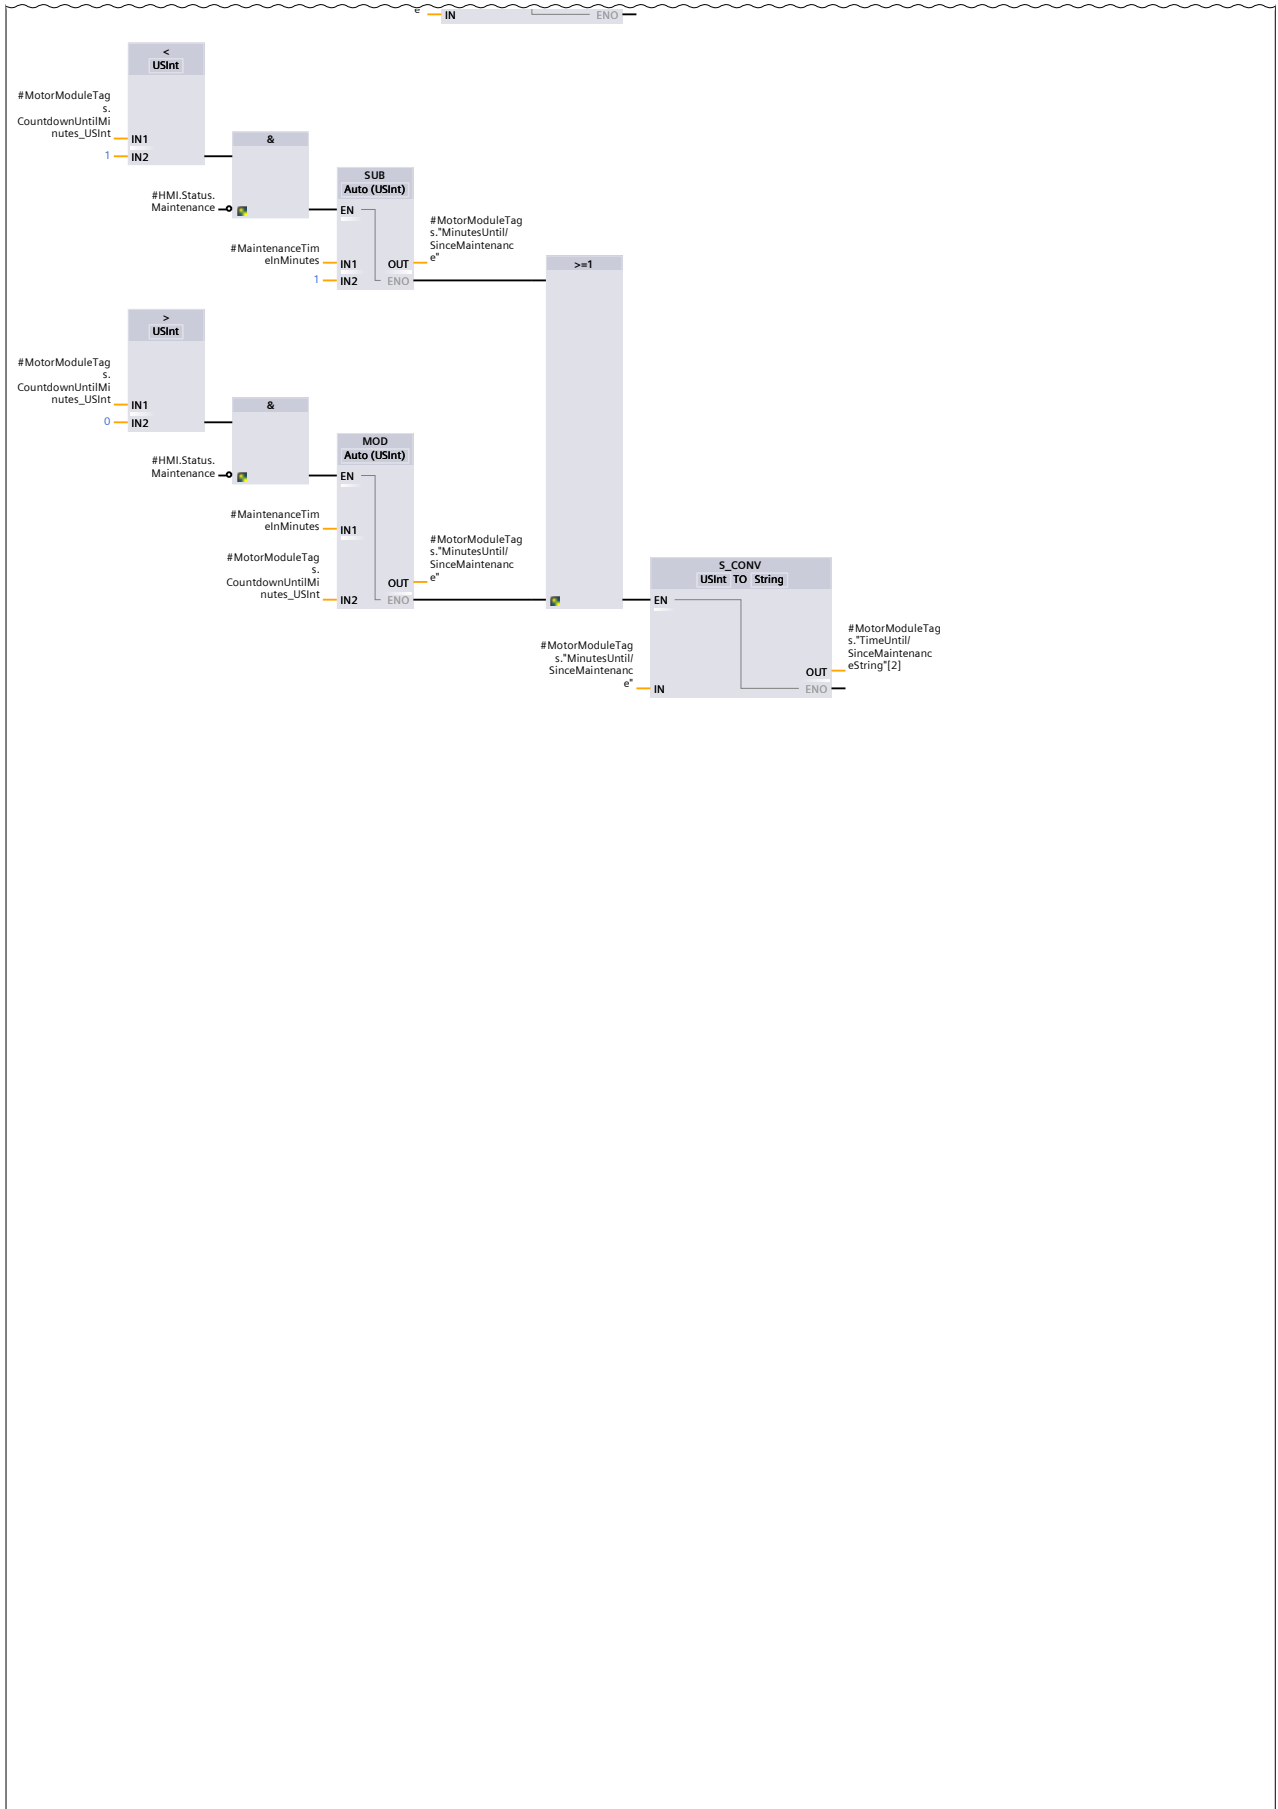 e
IN
ENO
<
USInt
#MotorModuleTag
s.
CountdownUntilMi
nutes_USInt
IN1
1
IN2
&
#HMI.Status.
Maintenance
SUB
Auto (USInt)
EN
#MotorModuleTag
s."MinutesUntil/
SinceMaintenanc
e"
#MaintenanceTim
eInMinutes
IN1
OUT
1
IN2
ENO
>=1
>
USInt
#MotorModuleTag
s.
CountdownUntilMi
nutes_USInt
IN1
0
IN2
&
#HMI.Status.
Maintenance
MOD
Auto (USInt)
EN
#MaintenanceTim
eInMinutes
IN1
#MotorModuleTag
s."MinutesUntil/
SinceMaintenanc
e"
#MotorModuleTag
s.
CountdownUntilMi
nutes_USInt
OUT
IN2
ENO
S_CONV
USInt TO String
EN
#MotorModuleTag
s."MinutesUntil/
SinceMaintenanc
e"
IN
#MotorModuleTag
s."TimeUntil/
SinceMaintenanc
eString"[2]
OUT
ENO